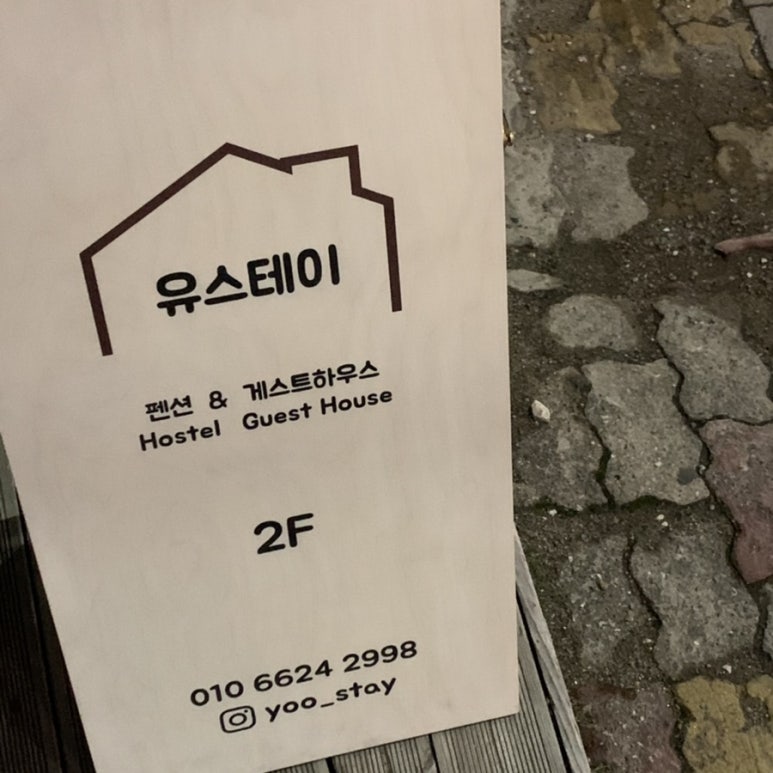 유스테이
펜션 & 게스트하우스
Hostel Guest House
2F
010 6624 2998
yoo_stay